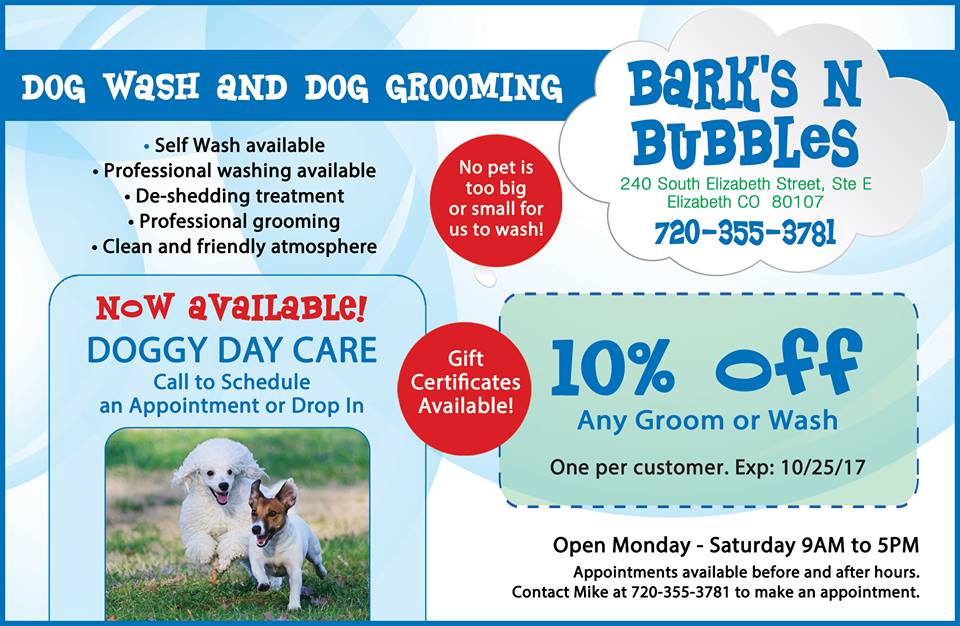 DOG WASH AND DOG GROOMING
BARK'S N
BUBBLES
240 South Elizabeth Street, Ste E
Elizabeth CO 80107
720-355-3781
• Self Wash available
• Professional washing available
• De-shedding treatment
• Professional grooming
• Clean and friendly atmosphere
No pet is
too big
or small for
us to wash!
NOW AVAILABLE!
DOGGY DAY CARE
Call to Schedule
an Appointment or Drop In
Gift
Certificates
Available!
10% Off
Any Groom or Wash
One per customer. Exp: 10/25/17
Open Monday - Saturday 9AM to 5PM
Appointments available before and after hours.
Contact Mike at 720-355-3781 to make an appointment.